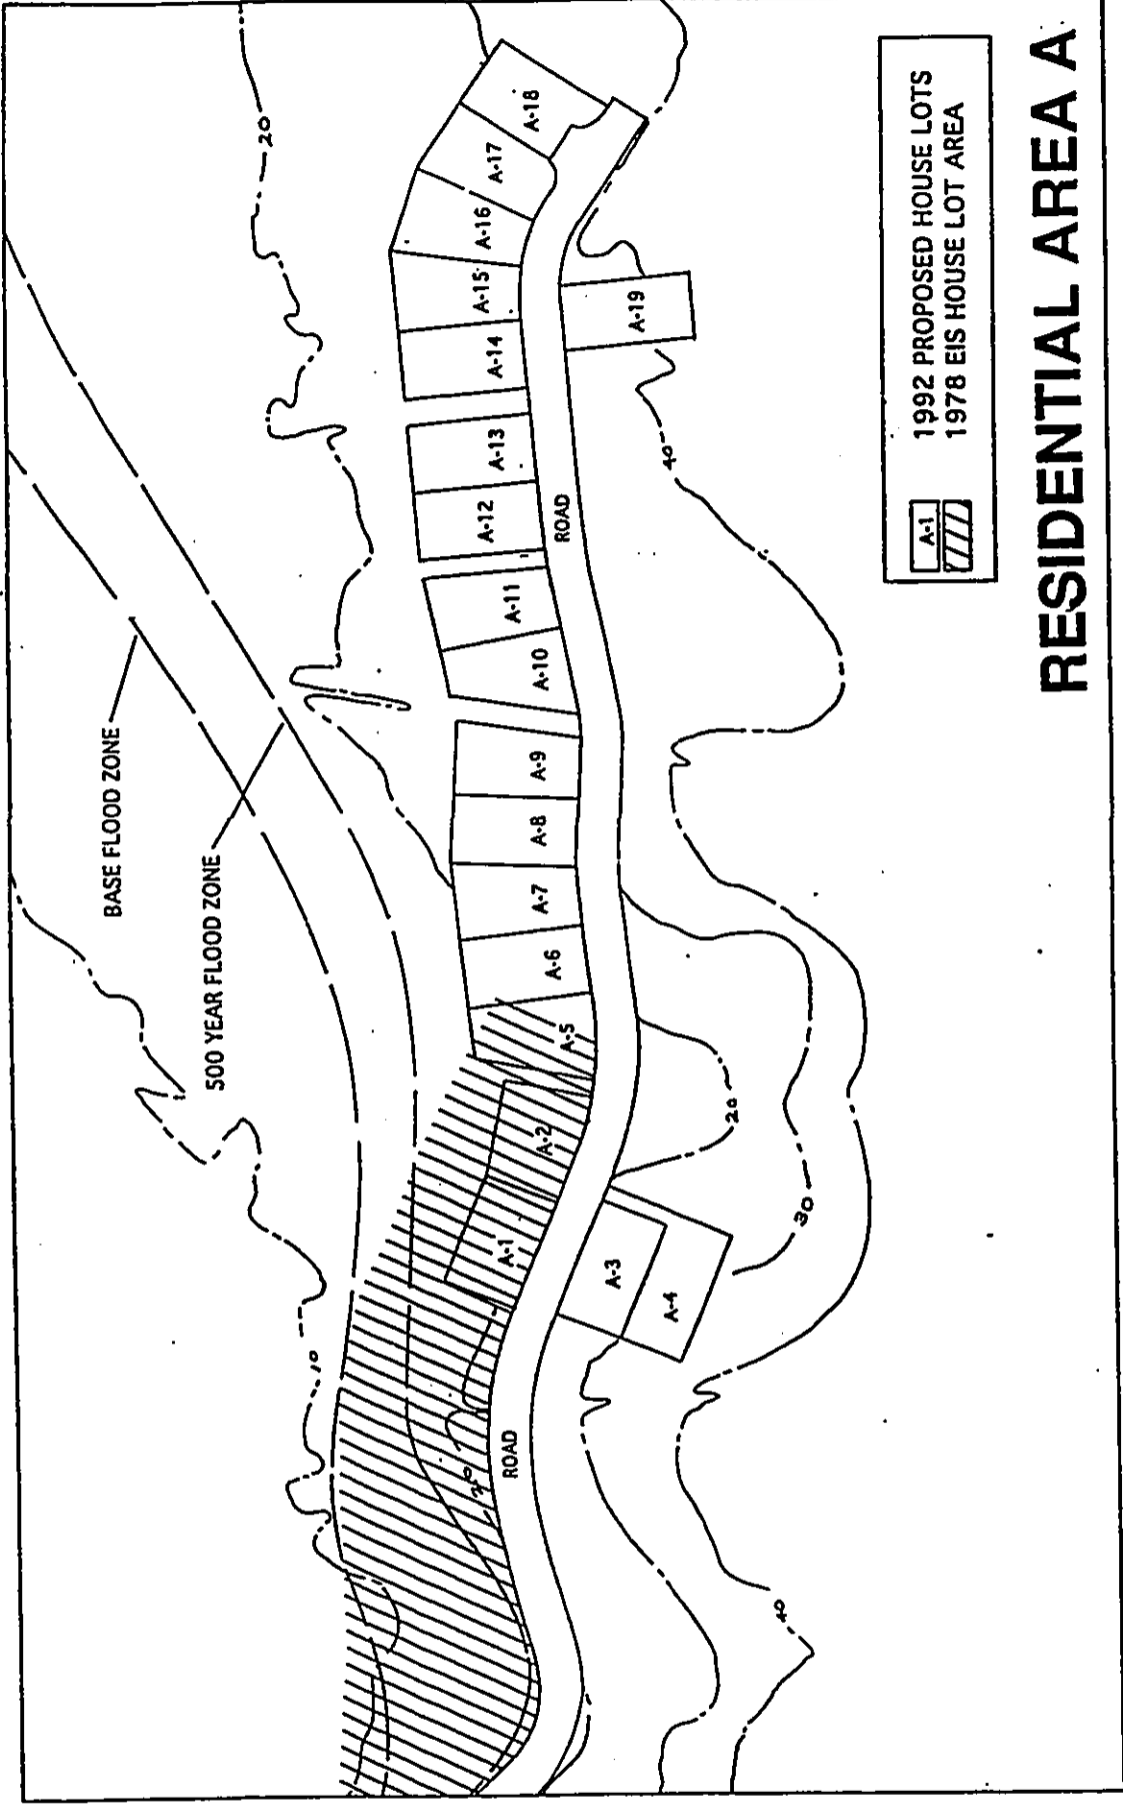 BASE FLOOD ZONE
500 YEAR FLOOD ZONE
20
10
20
A-1
A-2
A-5
A-6
A-7
A-8
A-9
A-10
A-11
A-12
A-13
A-14
A-15
A-16
A-17
A-18
ROAD
ROAD
A-3
A-4
A-19
20
30
40
40
A-1 1992 PROPOSED HOUSE LOTS
1978 EIS HOUSE LOT AREA
RESIDENTIAL AREA A